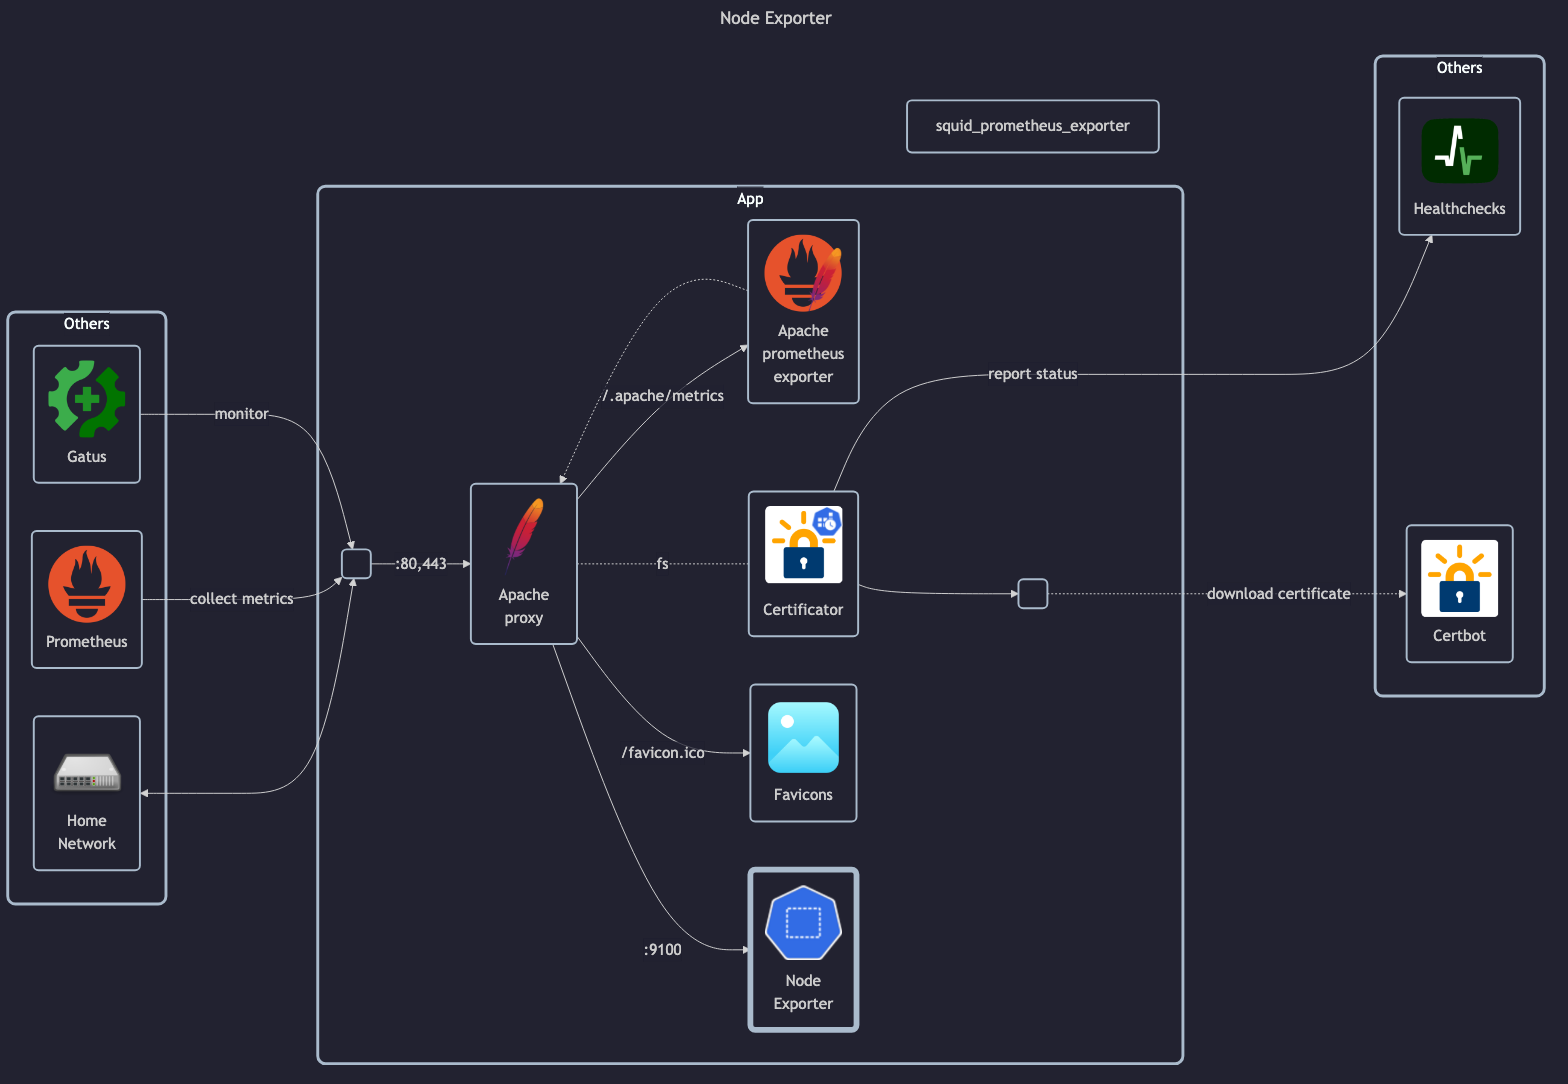 Node Exporter
squid_prometheus_exporter
Others
Healthchecks
App
Apache
prometheus
exporter
Others
Gatus
monitor
/.apache/metrics
report status
:80,443
fs
Apache
proxy
Certificator
download certificate
Certbot
collect metrics
Prometheus
/favicon.ico
Favicons
Home
Network
:9100
Node
Exporter